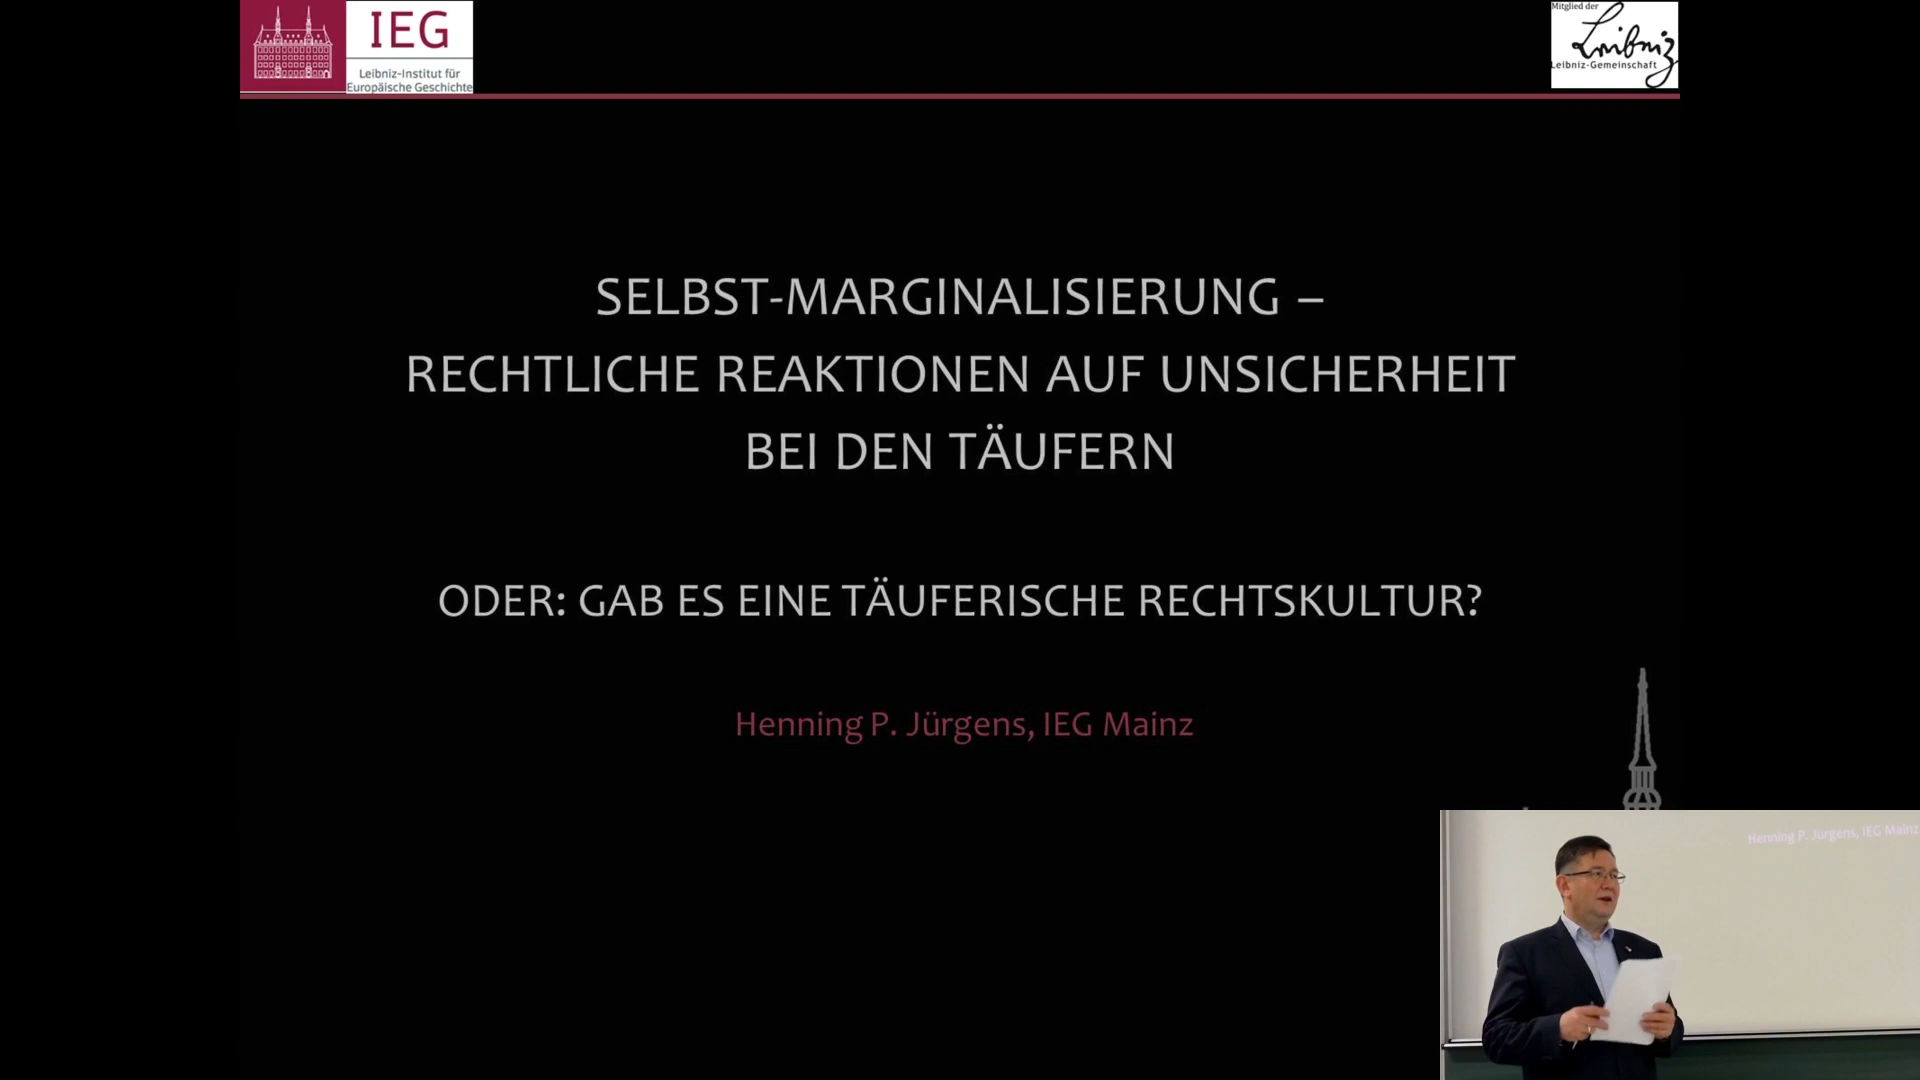 IEG
Leibniz-Institut für
Europäische Geschichte
Mitglied der
Leibniz
Leibniz-Gemeinschaft
SELBST-MARGINALISIERUNG –
RECHTLICHE REAKTIONEN AUF UNSICHERHEIT
BEI DEN TÄUFERN
ODER: GAB ES EINE TÄUFERISCHE RECHTSKULTUR?
Henning P. Jürgens, IEG Mainz
Henning P. Jürgens, IEG Mainz